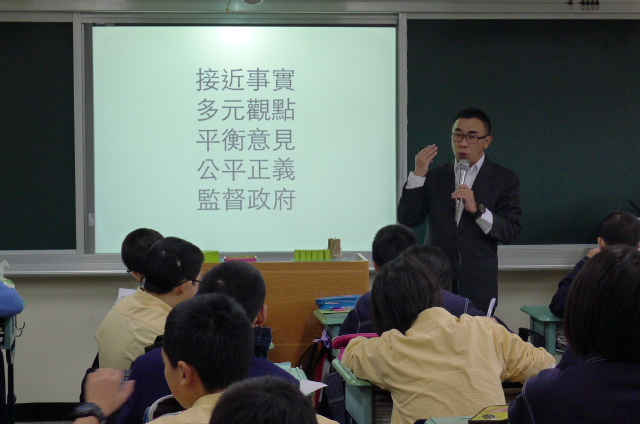 接近事實
多元觀點
平衡意見
公平正義
監督政府